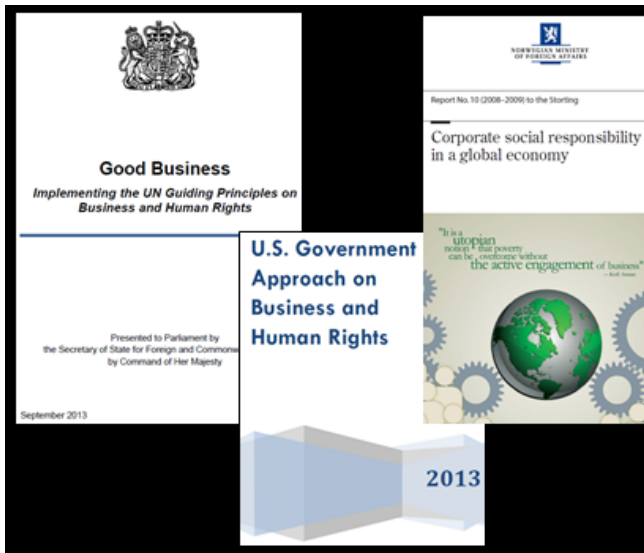 Good Business
Implementing the UN Guiding Principles on
Business and Human Rights
Presented to Parliament by
the Secretary of State for Foreign and Commonw
by Command of Her Majesty
September 2013
U.S. Government
Approach on
Business and
Human Rights
2013
NORWEGIAN MINISTRY
OF FOREIGN AFFAIRS
Report No. 10 (2008–2009) to the Storting
Corporate social responsibility
in a global economy
"It is a
utopian
notion that poverty
can be overcome without
the active engagement of business"
— Kofi Annan